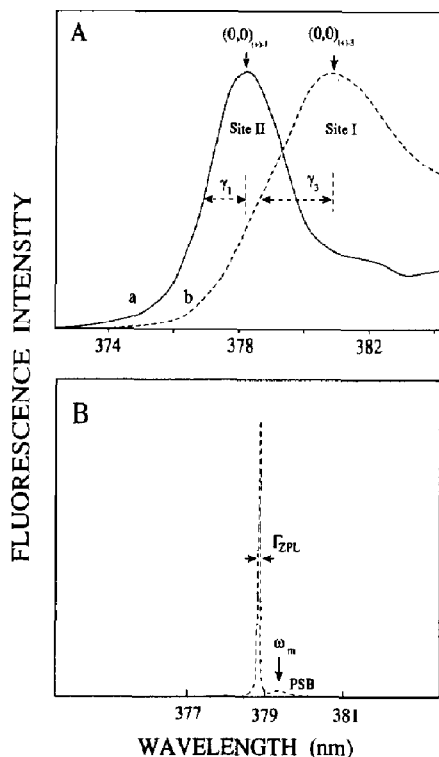 A
(0,0)(+)-1
(0,0)(+)-3
Site II
Site I
γ1
γ3
a
b
374
378
382
B
ΓZPL
ωm
PSB
377
379
381
WAVELENGTH (nm)
FLUORESCENCE INTENSITY